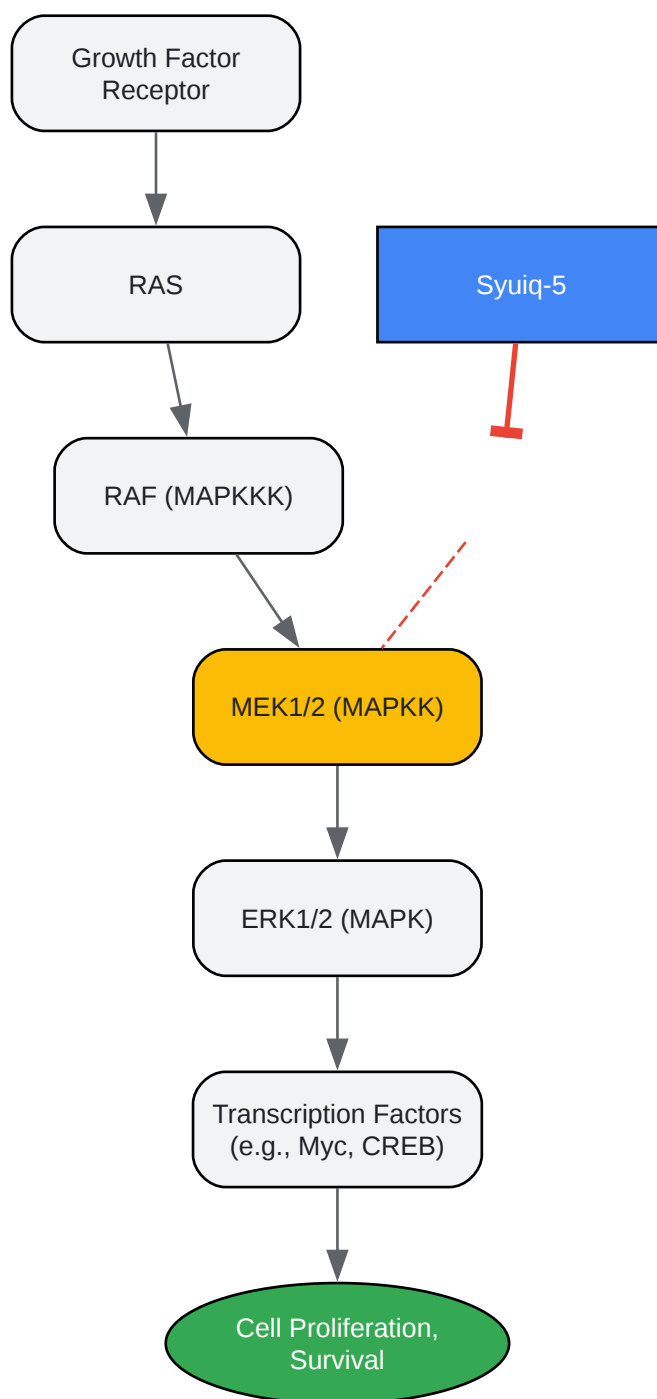 Growth Factor
Receptor
RAS
Syuiq-5
RAF (MAPKKK)
MEK1/2 (MAPKK)
ERK1/2 (MAPK)
Transcription Factors
(e.g., Myc, CREB)
Cell Proliferation,
Survival